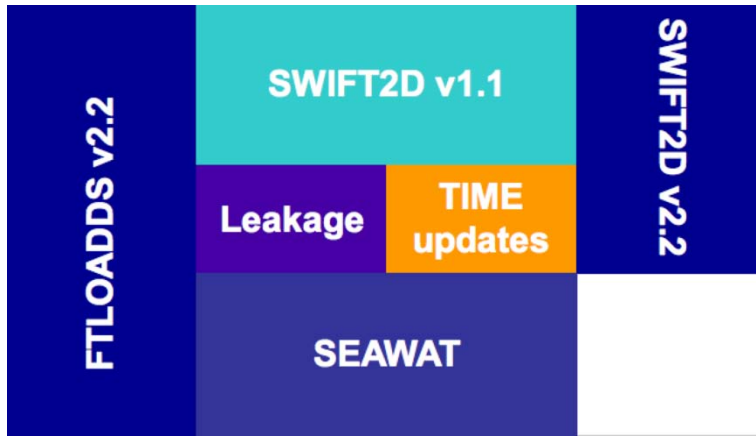 FTLOADDS v2.2
SWIFT2D v1.1
SWIFT2D v2.2
Leakage
TIME
updates
SEAWAT